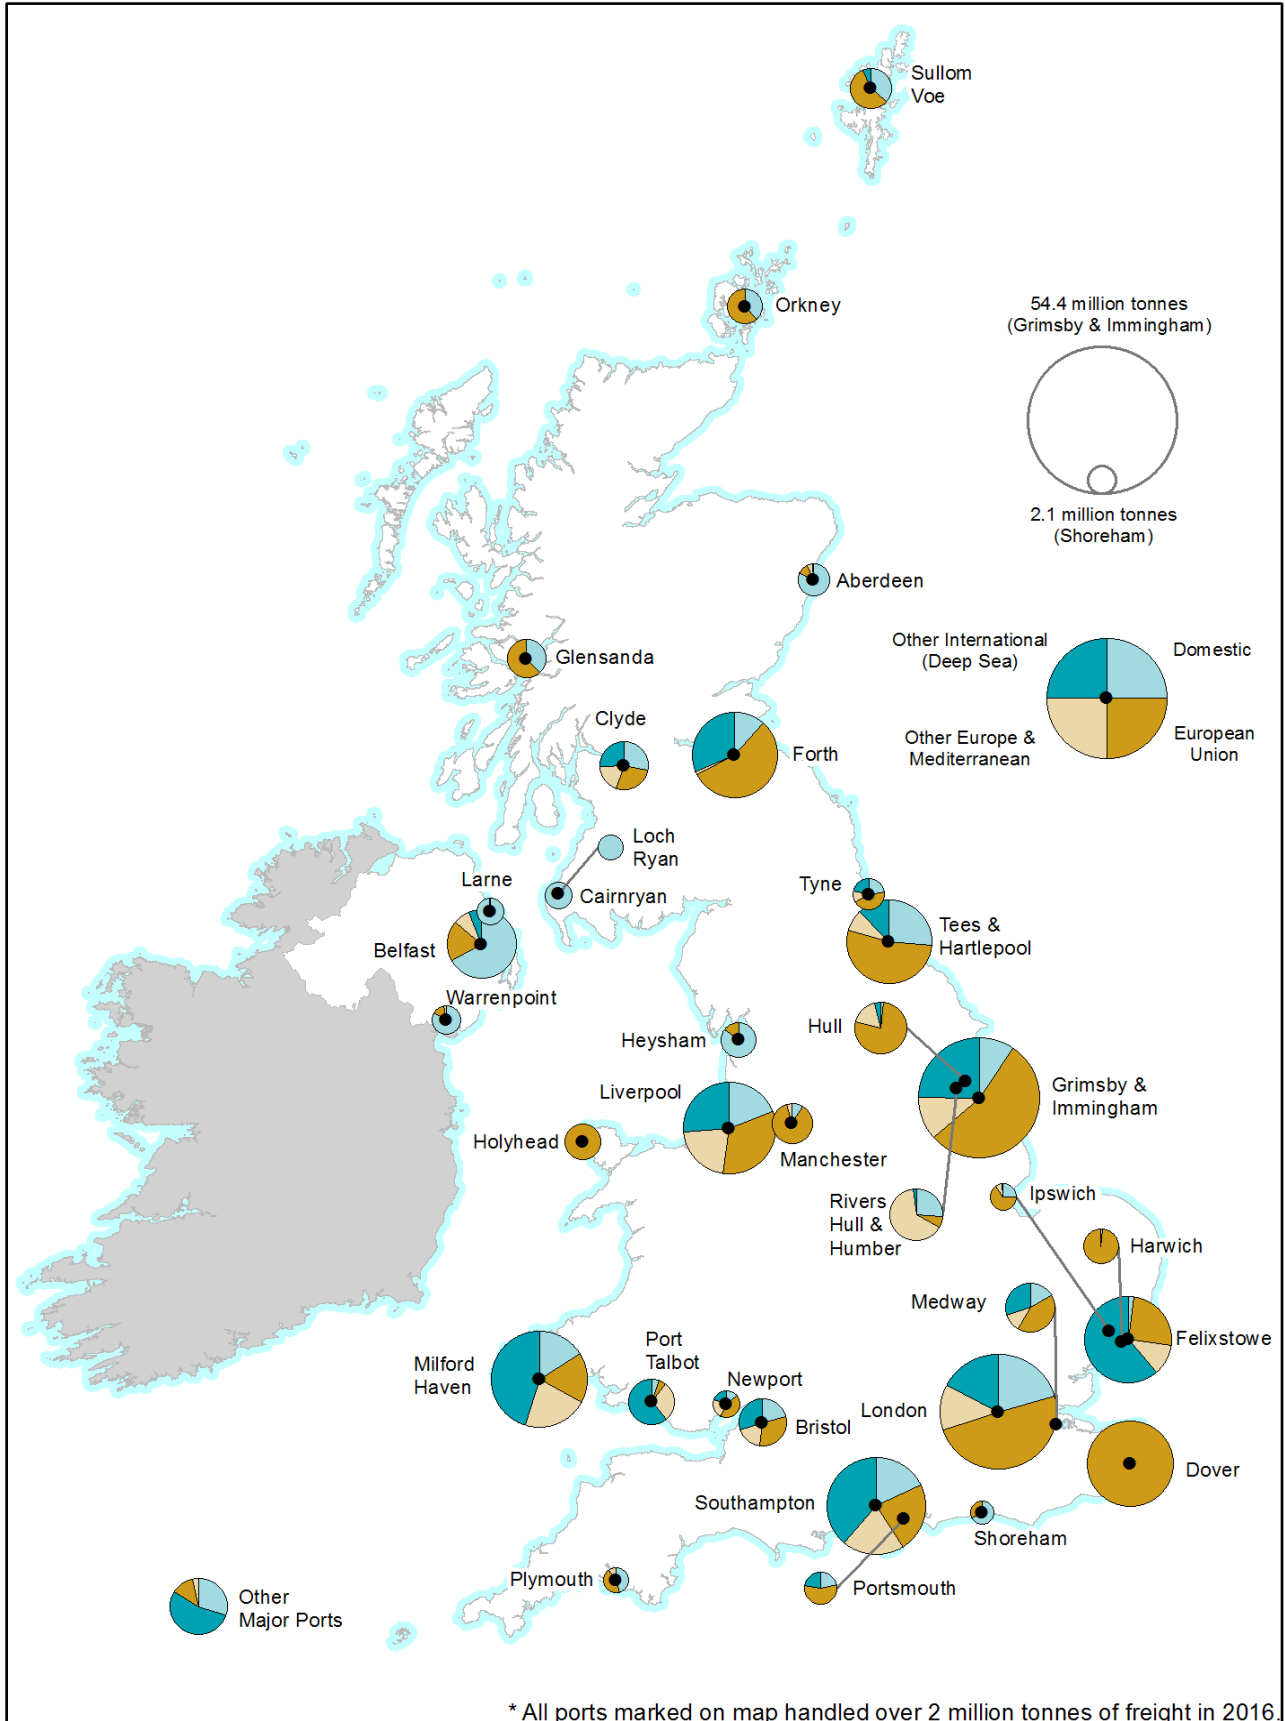 Sullom
Voe
Orkney
54.4 million tonnes
(Grimsby & Immingham)
2.1 million tonnes
(Shoreham)
Aberdeen
Other International
(Deep Sea)
Domestic
Glensanda
Clyde
Forth
Other Europe &
Mediterranean
European
Union
Loch
Ryan
Larne
Cairnryan
Tyne
Tees &
Hartlepool
Belfast
Warrenpoint
Heysham
Hull
Liverpool
Grimsby &
Immingham
Holyhead
Manchester
Rivers
Hull &
Humber
Ipswich
Harwich
Medway
Felixstowe
Milford
Haven
Port
Talbot
Newport
Bristol
London
Dover
Southampton
Shoreham
Plymouth
Portsmouth
Other
Major Ports
* All ports marked on map handled over 2 million tonnes of freight in 2016.